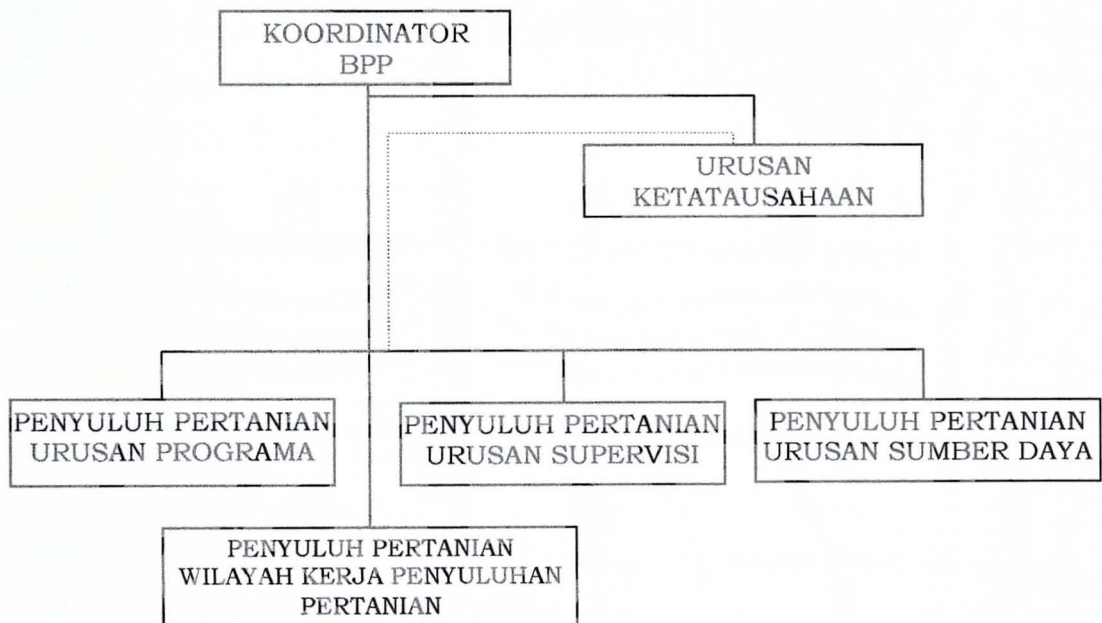 KOORDINATOR
BPP
URUSAN
KETATAUSAHAAN
PENYULUH PERTANIAN
URUSAN PROGRAMA
PENYULUH PERTANIAN
URUSAN SUPERVISI
PENYULUH PERTANIAN
URUSAN SUMBER DAYA
PENYULUH PERTANIAN
WILAYAH KERJA PENYULUHAN
PERTANIAN